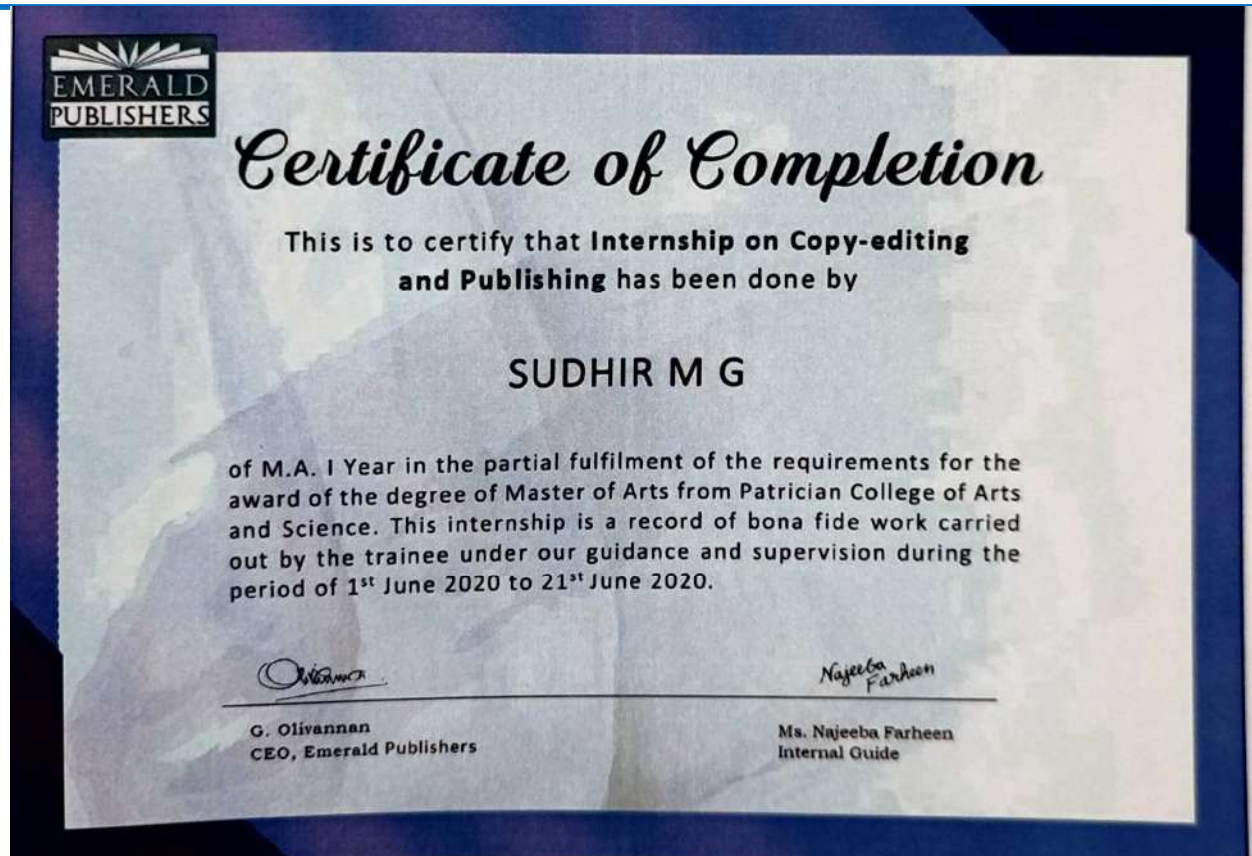 EMERALD
PUBLISHERS
Certificate of Completion
This is to certify that Internship on Copy-editing
and Publishing has been done by
SUDHIR M G
of M.A. I Year in the partial fulfilment of the requirements for the
award of the degree of Master of Arts from Patrician College of Arts
and Science. This internship is a record of bona fide work carried
out by the trainee under our guidance and supervision during the
period of 1st June 2020 to 21st June 2020.
Najeeba
Farheen
G. Olivannan
CEO, Emerald Publishers
Ms. Najeeba Farheen
Internal Guide